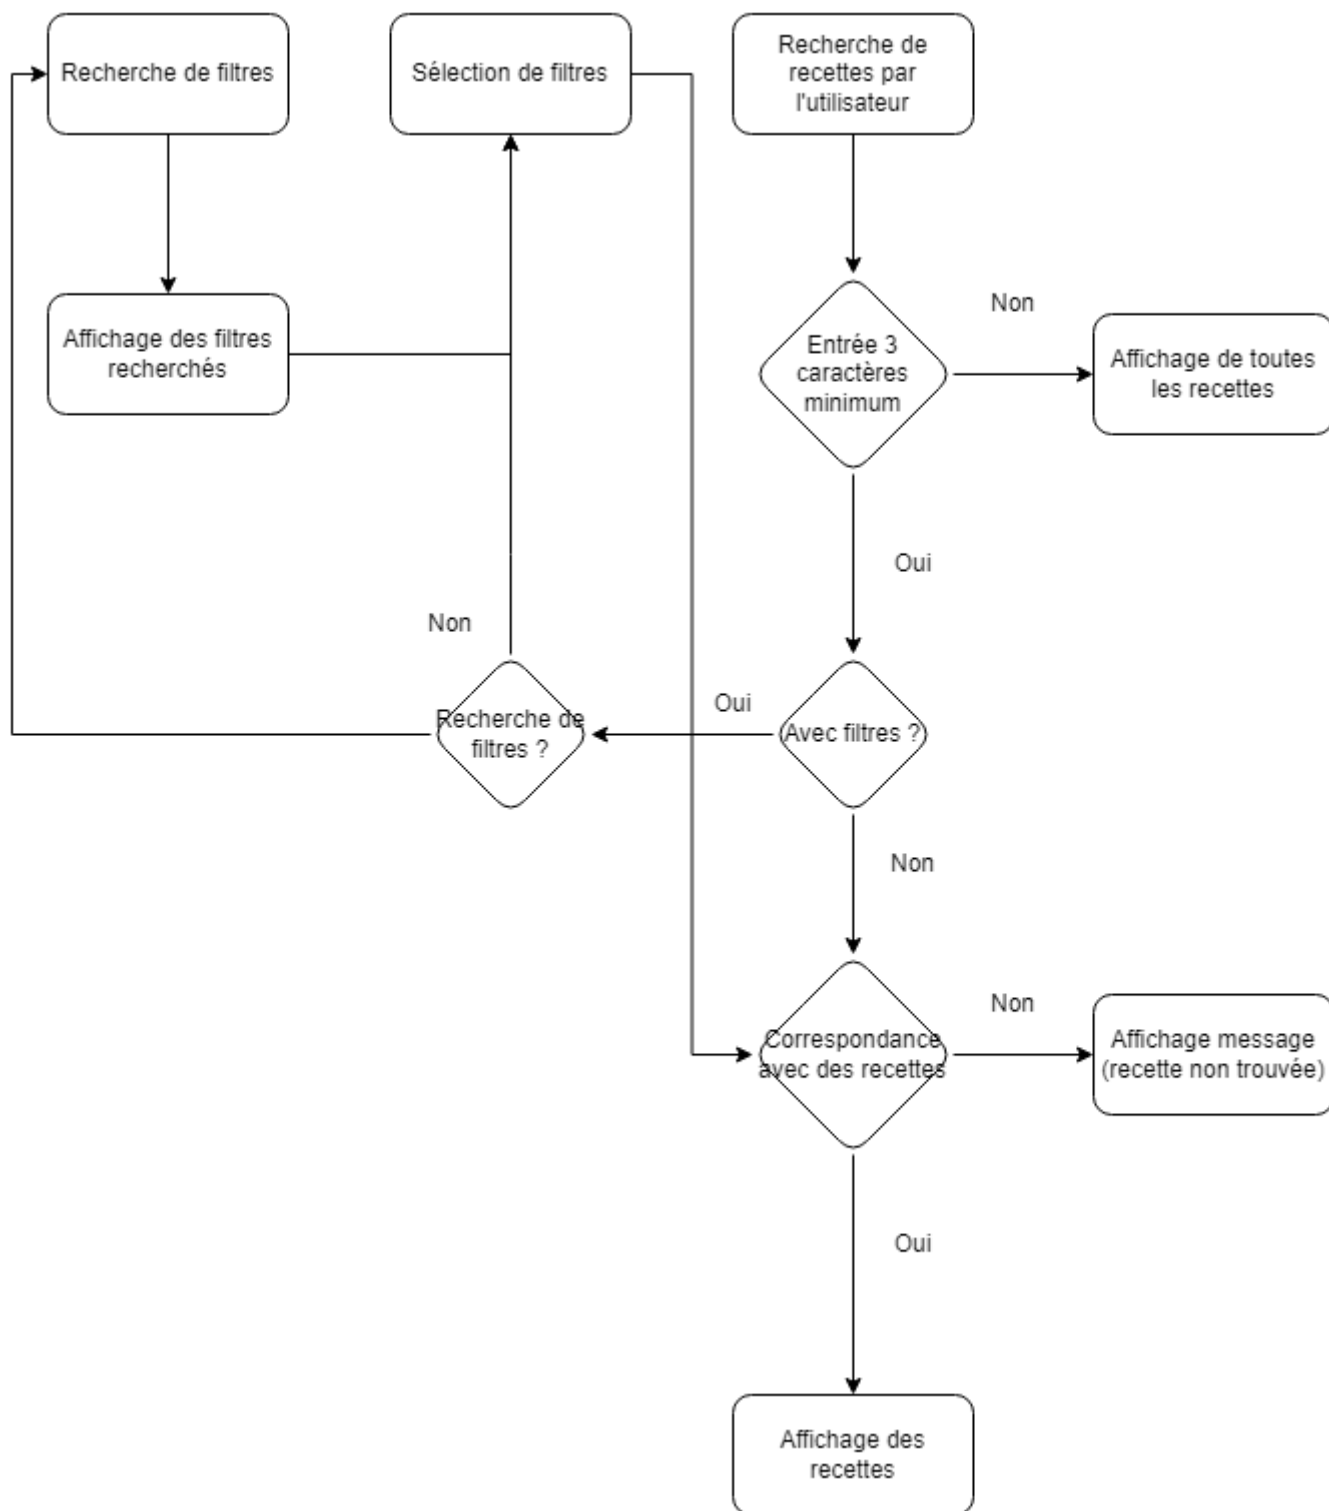 Recherche de filtres
Sélection de filtres
Recherche de
recettes par
l'utilisateur
Affichage des filtres
recherchés
Entrée 3
caractères
minimum
Non
Affichage de toutes
les recettes
Oui
Non
Recherche de
filtres ?
Oui
Avec filtres ?
Non
Correspondance
avec des recettes
Non
Affichage message
(recette non trouvée)
Oui
Affichage des
recettes